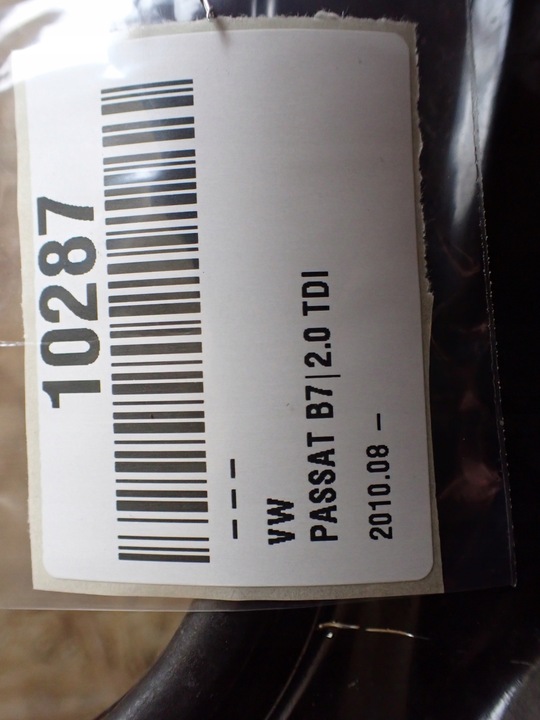 10287
– – –
VW
PASSAT B7|2.0 TDI
2010.08 –